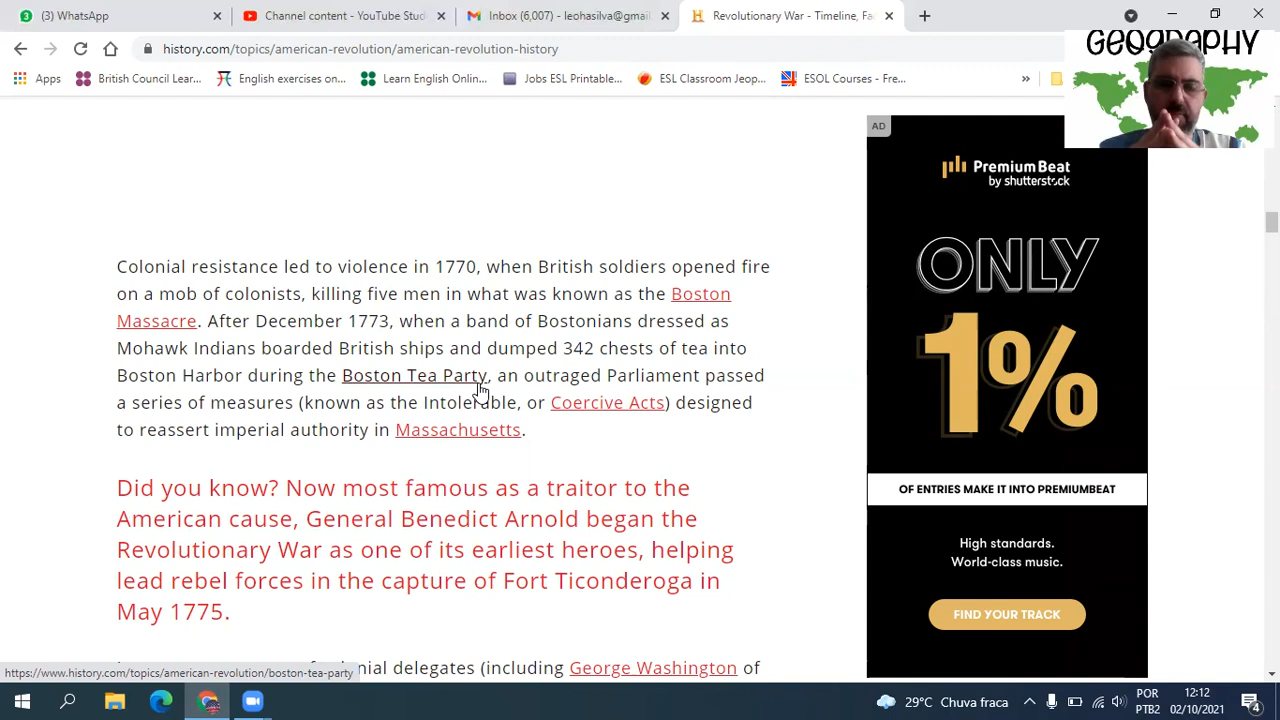 (3) WhatsApp
Channel content - YouTube Stu
Inbox (6,007) - leohasilva@gmail.
Revolutionary War - Timeline, Fac
history.com/topics/american-revolution/american-revolution-history
Apps
British Council Lear...
English exercises on...
Learn English Onlin...
Jobs ESL Printable...
ESL Classroom Jeop...
ESOL Courses - Fre...
»
GEOGRAPHY
Colonial resistance led to violence in 1770, when British soldiers opened fire
on a mob of colonists, killing five men in what was known as the Boston
Massacre. After December 1773, when a band of Bostonians dressed as
Mohawk Indians boarded British ships and dumped 342 chests of tea into
Boston Harbor during the Boston Tea Party, an outraged Parliament passed
a series of measures (known as the Intolerable, or Coercive Acts) designed
to reassert imperial authority in Massachusetts.
Did you know? Now most famous as a traitor to the
American cause, General Benedict Arnold began the
Revolutionary War as one of its earliest heroes, helping
lead rebel forces in the capture of Fort Ticonderoga in
May 1775.
delegates (including George Washington of
AD
PremiumBeat
by shutterstock
ONLY
1%
OF ENTRIES MAKE IT INTO PREMIUMBEAT
High standards.
World-class music.
FIND YOUR TRACK
https://www.history.com/topics/american-revolution/boston-tea-party
29°C Chuva fraca
POR
PTB2
12:12
02/10/2021
4